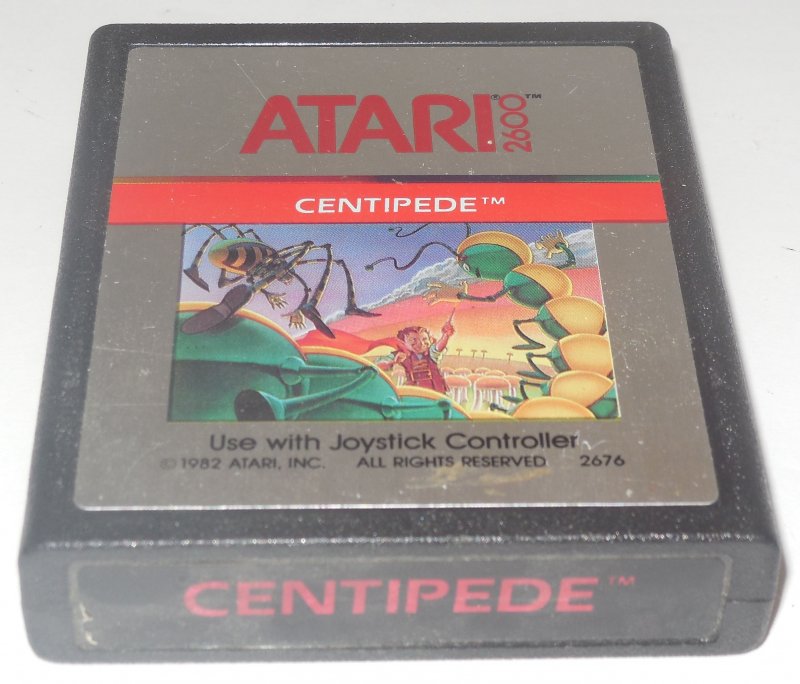 ATARI® 2600™
CENTIPEDE™
Use with Joystick Controller
© 1982 ATARI, INC. ALL RIGHTS RESERVED 2676
CENTIPEDE™